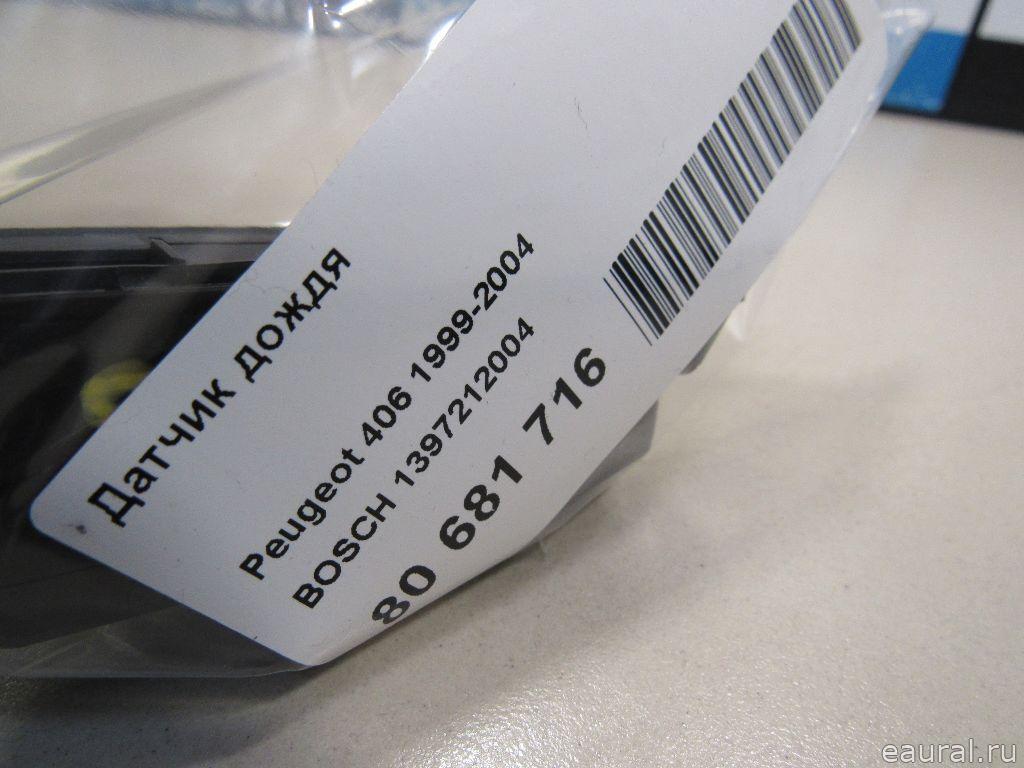 Датчик дождя
Peugeot 406 1999-2004
BOSCH 1397212004
80 681 716
eaural.ru